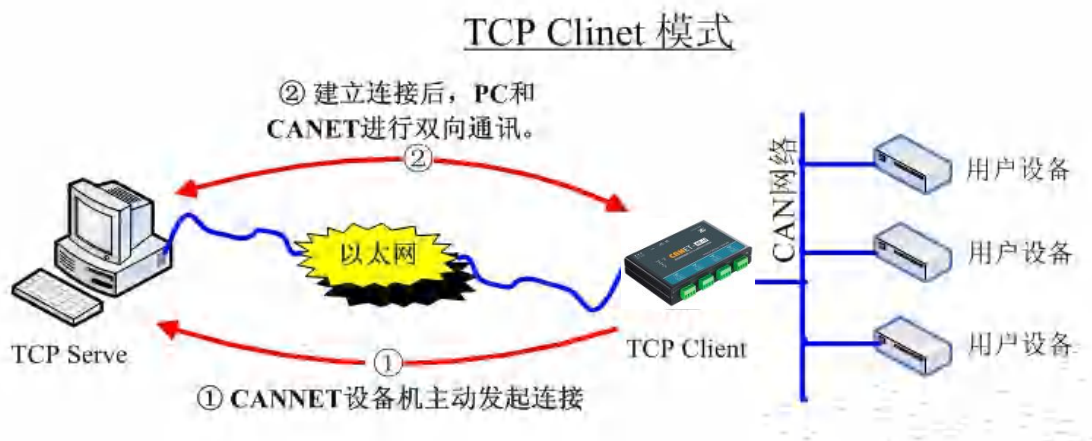 TCP Clinet 模式
② 建立连接后，PC和
CANET进行双向通讯。
②
以太网
CANET
TCP Serve
TCP Client
①
① CANNET设备机主动发起连接
CAN网络
用户设备
用户设备
用户设备